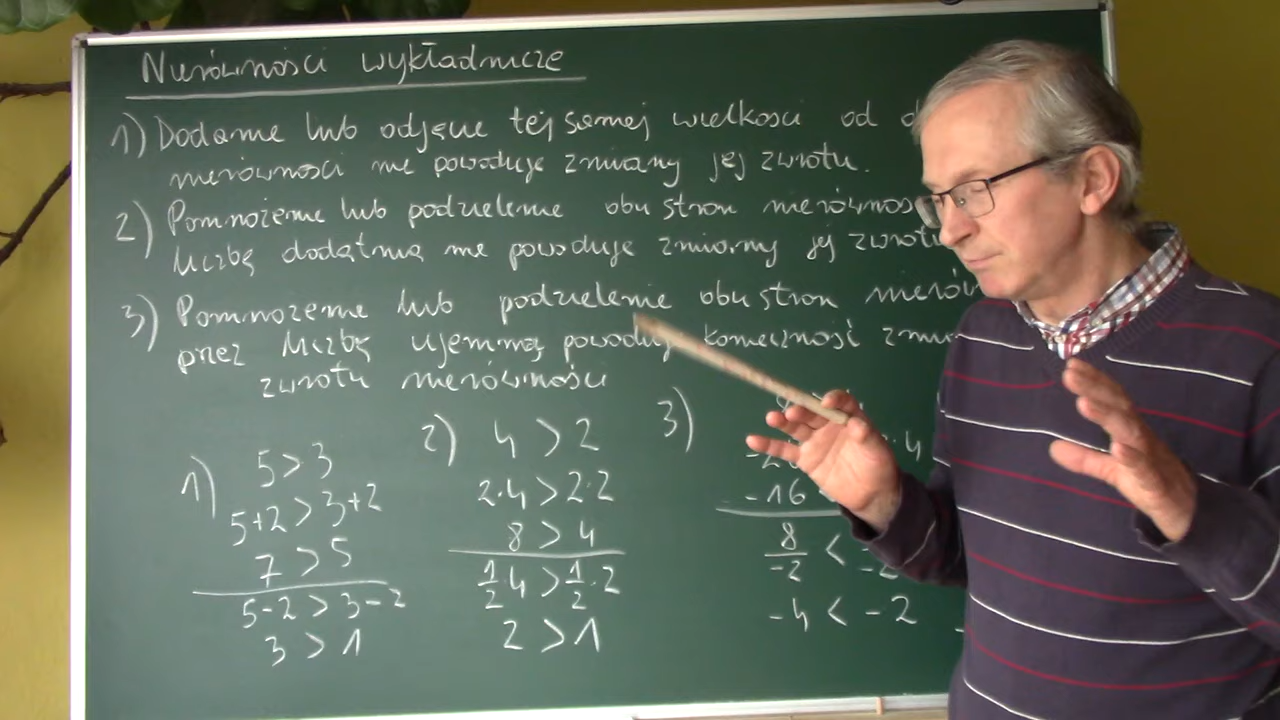 Nierówności wykładnicze
1) Dodanie lub odjęcie tej samej wielkości od
nierówności nie powoduje zmiany jej zwrotu.
2) Pomnożenie lub podzielenie obu stron
liczbę dodatnią nie powoduje zmiany jej zwrotu
3) Pomnożenie lub podzielenie obu stron
przez liczbę ujemną powoduje konieczność
zwrotu nierówności
1) 5>3
5+2>3+2
7>5
5-2>3-2
3>1
2) 4>2
2·4>2·2
8>4
1/2 4>1/2·2
2>1
3)
-16
8/-2 <
-4<-2